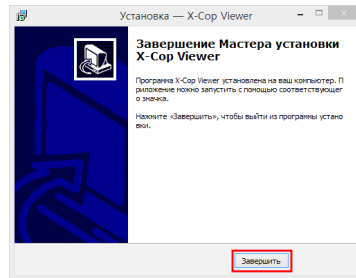 Установка — X-Cop Viewer
Завершение Мастера установки
X-Cop Viewer
Программа X-Cop Viewer установлена на ваш компьютер. П
риложение можно запустить с помощью соответствующег
о значка.
Нажмите «Завершить», чтобы выйти из программы устано
вки.
Завершить